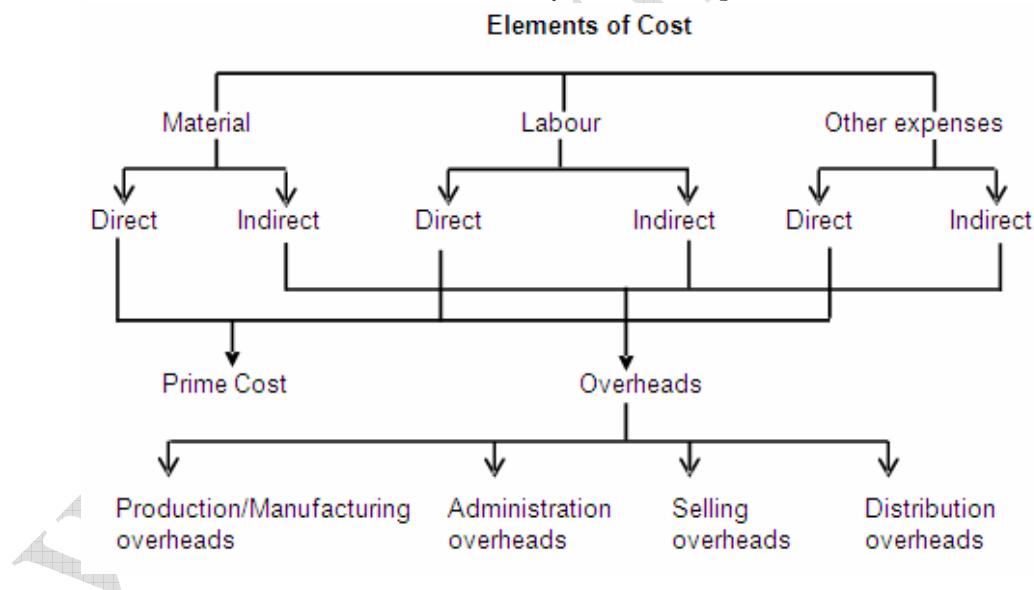 Elements of Cost
Material Labour Other expenses
Direct Indirect Direct Indirect Direct Indirect
Prime Cost Overheads
Production/Manufacturing Administration Selling Distribution
overheads overheads overheads overheads